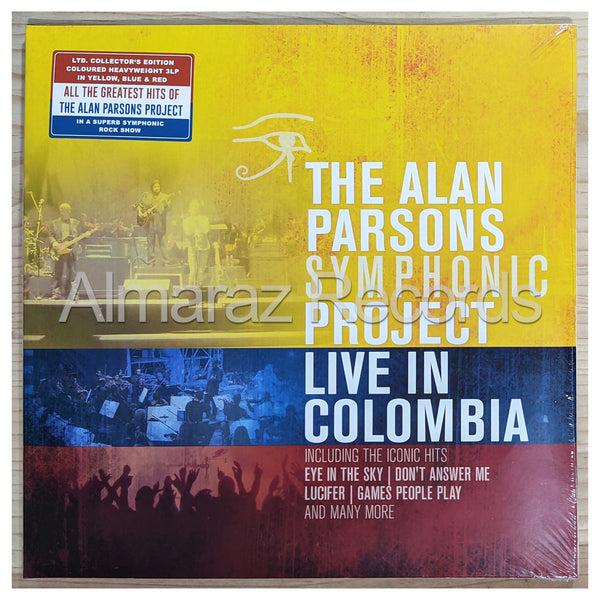 LTD. COLLECTOR'S EDITION
COLOURED HEAVYWEIGHT 3LP
IN YELLOW, BLUE & RED
ALL THE GREATEST HITS OF
THE ALAN PARSONS PROJECT
IN A SUPERB SYMPHONIC
ROCK SHOW
THE ALAN
PARSONS
SYMPHONIC
PROJECT
LIVE IN
COLOMBIA
INCLUDING THE ICONIC HITS
EYE IN THE SKY | DON'T ANSWER ME
LUCIFER | GAMES PEOPLE PLAY
AND MANY MORE
Almaraz Records